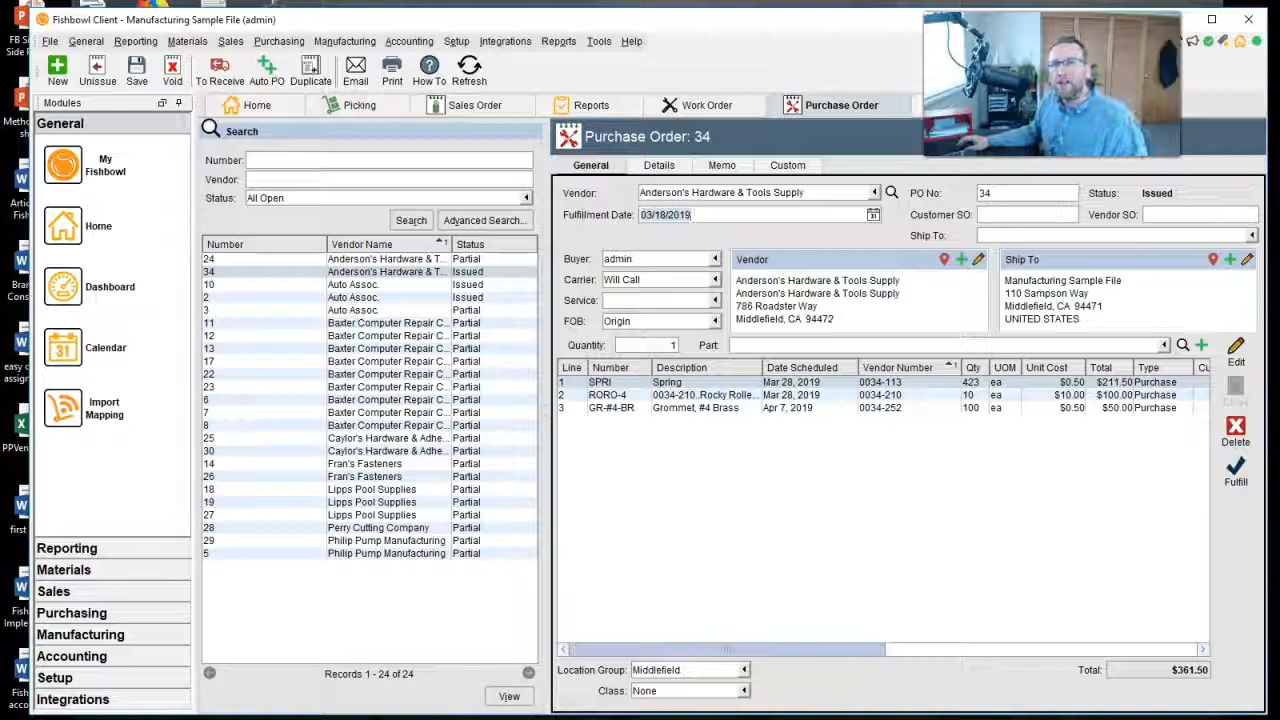 FB S
Side F
Fishbowl Client - Manufacturing Sample File (admin)
File General Reporting Materials Sales Purchasing Manufacturing Accounting Setup Integrations Reports Tools Help
New Unissue Save Void To Receive Auto PO Duplicate Email Print How To Refresh
Modules
Home Picking Sales Order Reports Work Order Purchase Order
General
My Fishbowl
Home
Dashboard
Calendar
Import Mapping
Reporting
Materials
Sales
Purchasing
Manufacturing
Accounting
Setup
Integrations
Search
Number:
Vendor:
Status: All Open
Search Advanced Search...
Number Vendor Name 1 Status
24 Anderson's Hardware & T... Partial
34 Anderson's Hardware & T... Issued
10 Auto Assoc. Issued
2 Auto Assoc. Issued
3 Auto Assoc. Partial
11 Baxter Computer Repair C... Partial
12 Baxter Computer Repair C... Partial
13 Baxter Computer Repair C... Partial
17 Baxter Computer Repair C... Partial
22 Baxter Computer Repair C... Partial
23 Baxter Computer Repair C... Partial
6 Baxter Computer Repair C... Partial
7 Baxter Computer Repair C... Partial
8 Baxter Computer Repair C... Partial
25 Caylor's Hardware & Adhe... Partial
30 Caylor's Hardware & Adhe... Partial
14 Fran's Fasteners Partial
26 Fran's Fasteners Partial
18 Lipps Pool Supplies Partial
19 Lipps Pool Supplies Partial
27 Lipps Pool Supplies Partial
28 Perry Cutting Company Partial
29 Philip Pump Manufacturing Partial
5 Philip Pump Manufacturing Partial
Records 1 - 24 of 24
View
Purchase Order: 34
General Details Memo Custom
Vendor: Anderson's Hardware & Tools Supply PO No: 34 Status: Issued
Fulfillment Date: 03/18/2019 Customer SO: Vendor SO:
Ship To:
Buyer: admin
Carrier: Will Call
Service:
FOB: Origin
Vendor
Anderson's Hardware & Tools Supply
Anderson's Hardware & Tools Supply
786 Roadster Way
Middlefield, CA 94472
Ship To
Manufacturing Sample File
110 Sampson Way
Middlefield, CA 94471
UNITED STATES
Quantity: 1 Part:
Line Number Description Date Scheduled Vendor Number 1 Qty UOM Unit Cost Total Type Cu
1 SPRI Spring Mar 28, 2019 0034-113 423 ea $0.50 $211.50 Purchase
2 RORO-4 0034-210..Rocky Rolle... Mar 28, 2019 0034-210 10 ea $10.00 $100.00 Purchase
3 GR-#4-BR Grommet, #4 Brass Apr 7, 2019 0034-252 100 ea $0.50 $50.00 Purchase
Edit
Delete
Fulfill
Location Group: Middlefield Total: $361.50
Class: None